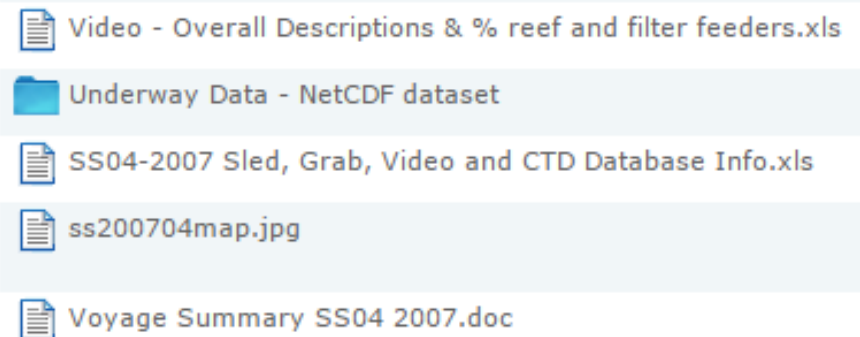 Video - Overall Descriptions & % reef and filter feeders.xls
Underway Data - NetCDF dataset
SS04-2007 Sled, Grab, Video and CTD Database Info.xls
ss200704map.jpg
Voyage Summary SS04 2007.doc